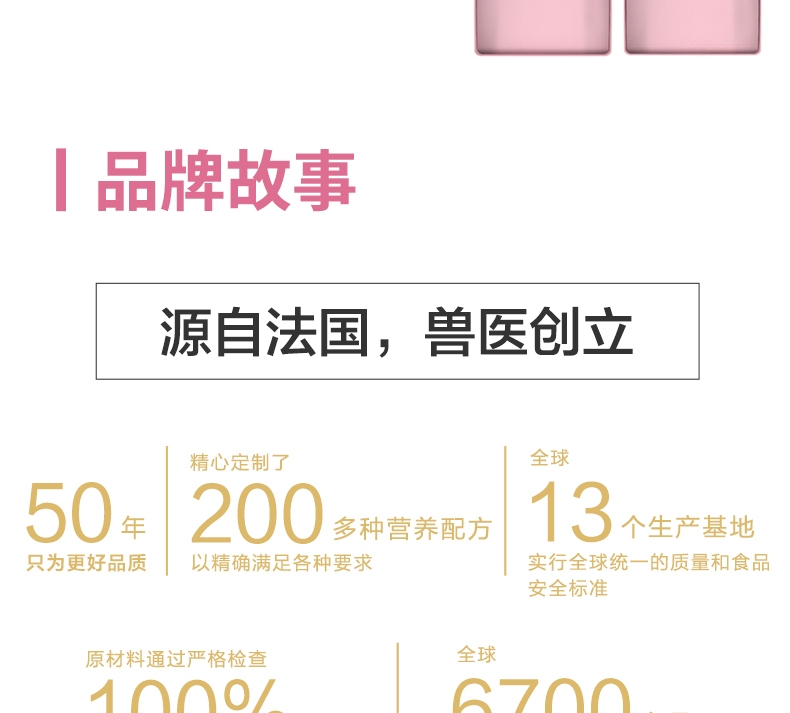 品牌故事
源自法国，兽医创立
50年
只为更好品质
精心定制了
200多种营养配方
以精确满足各种要求
全球
13个生产基地
实行全球统一的质量和食品
安全标准
原材料通过严格检查
100%
全球
6700